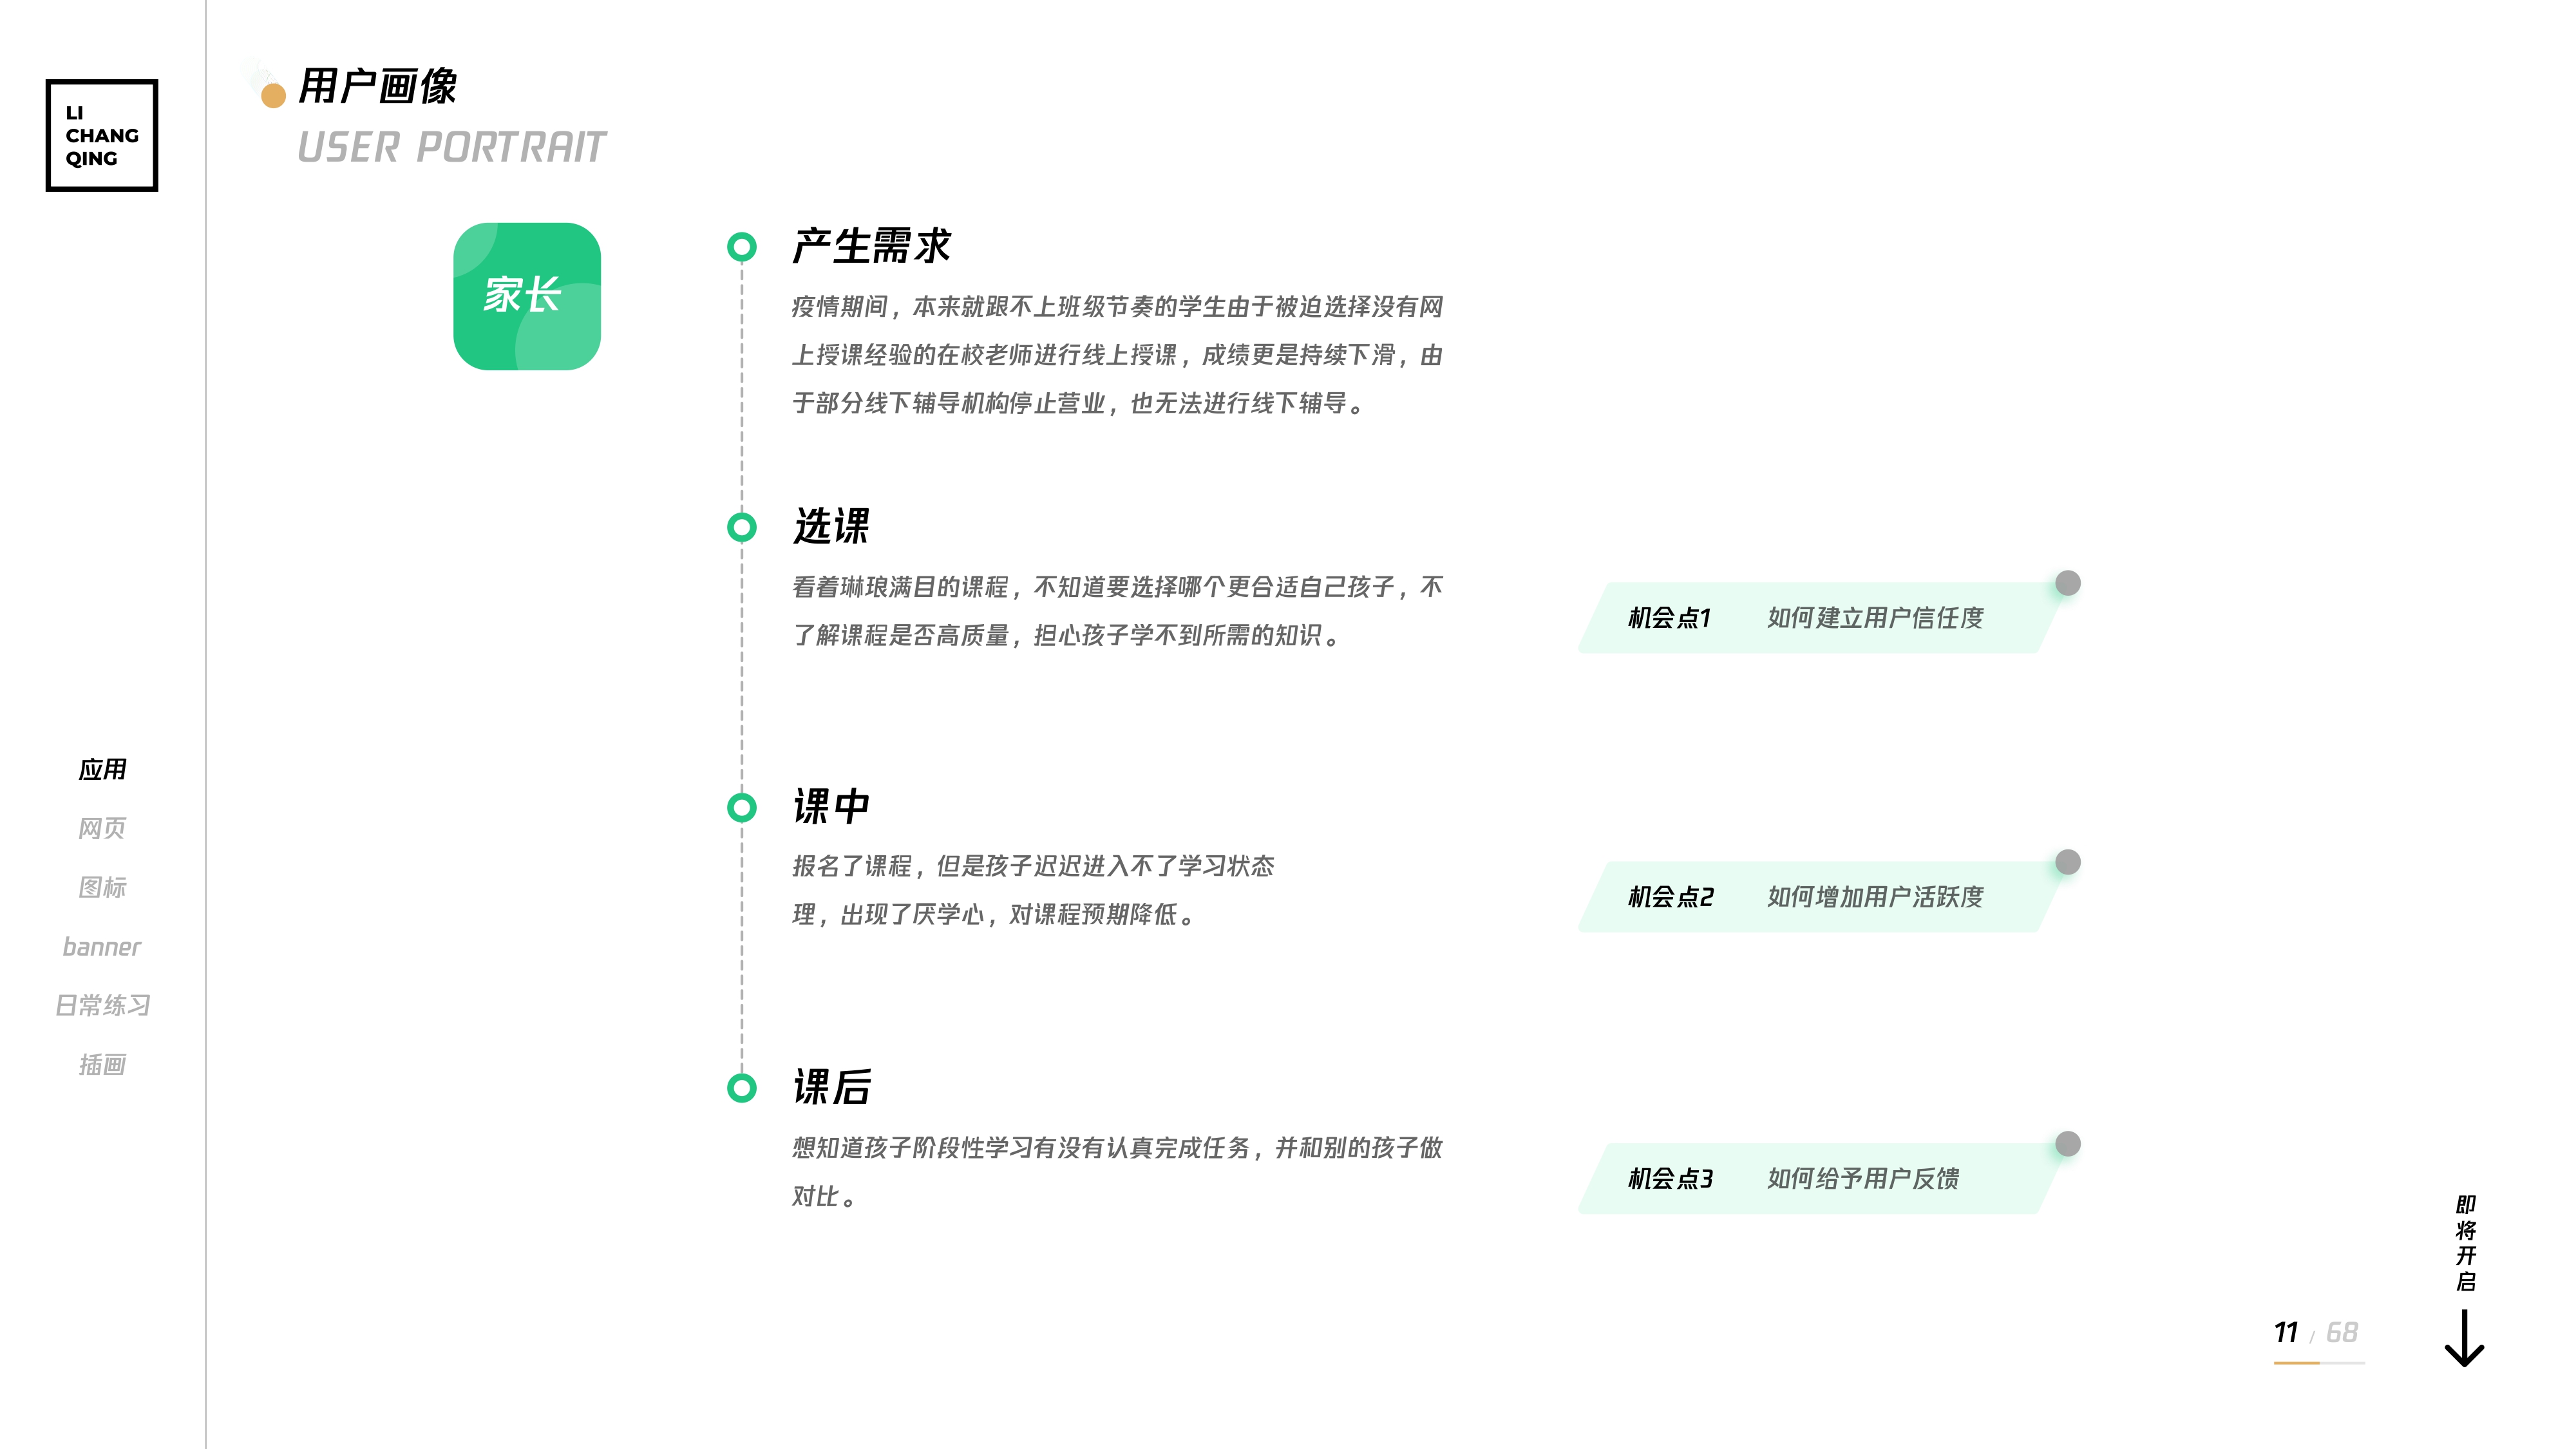 LI
CHANG
QING
用户画像
USER PORTRAIT
家长
产生需求
疫情期间，本来就跟不上班级节奏的学生由于被迫选择没有网
上授课经验的在校老师进行线上授课，成绩更是持续下滑，由
于部分线下辅导机构停止营业，也无法进行线下辅导。
选课
看着琳琅满目的课程，不知道要选择哪个更合适自己孩子，不
了解课程是否高质量，担心孩子学不到所需的知识。
机会点1 如何建立用户信任度
课中
报名了课程，但是孩子迟迟进入不了学习状态
理，出现了厌学心，对课程预期降低。
机会点2 如何增加用户活跃度
课后
想知道孩子阶段性学习有没有认真完成任务，并和别的孩子做
对比。
机会点3 如何给予用户反馈
应用
网页
图标
banner
日常练习
插画
即
将
开
启
11 / 68